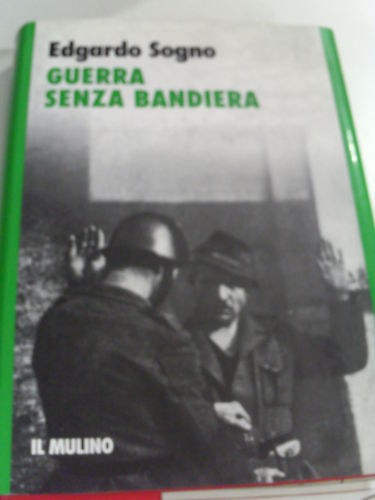 Edgardo Sogno
GUERRA
SENZA BANDIERA
IL MULINO